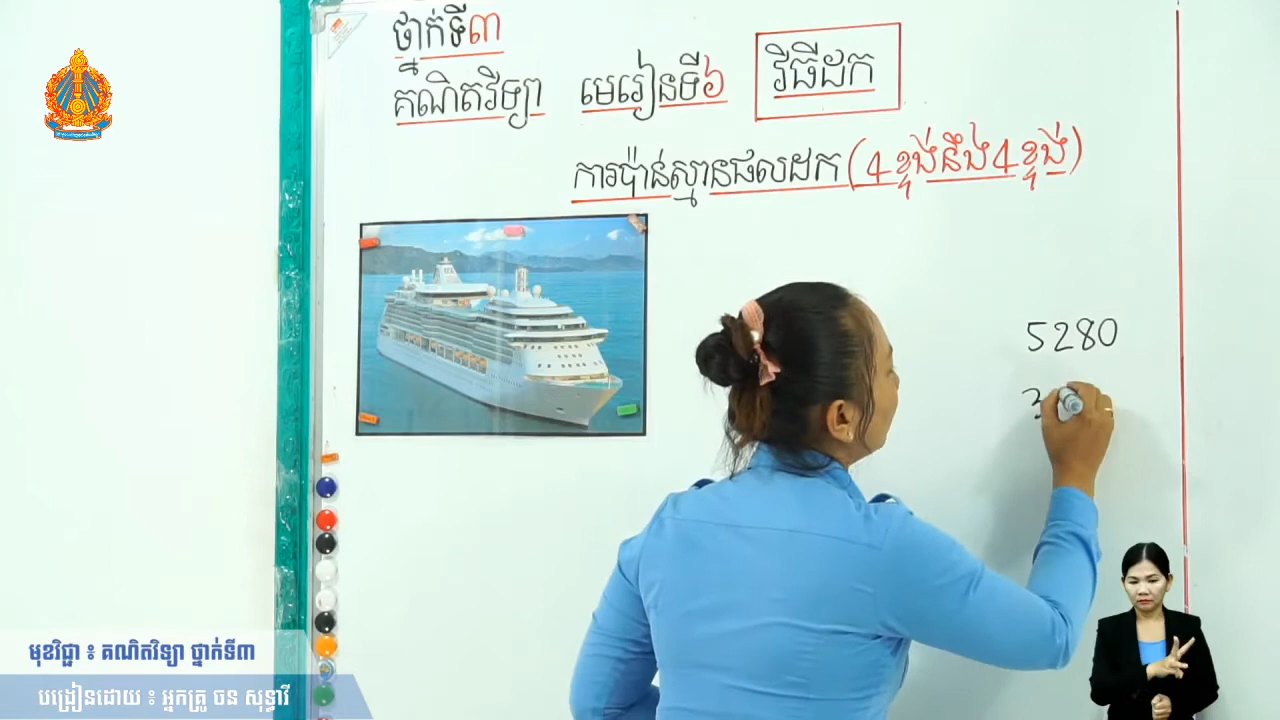 ថ្នាក់ទី៣
គណិតវិទ្យា មេរៀនទី៦ វិធីដក
ការប៉ាន់ស្មានផលដក (4 ខ្ទង់នឹង 4 ខ្ទង់)
5280
3
មុខវិជ្ជា ៖ គណិតវិទ្យា ថ្នាក់ទី៣
បង្រៀនដោយ ៖ អ្នកគ្រូ ចន សុទ្ធាវី